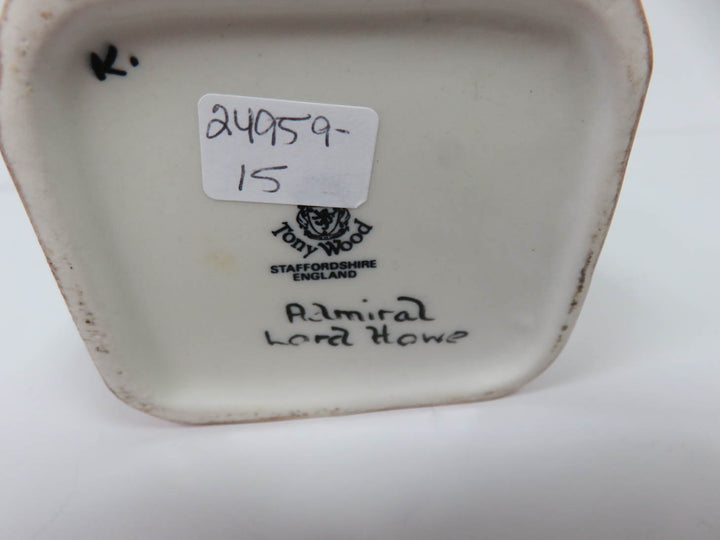 K.
24959-
15
Tony Wood
STAFFORDSHIRE
ENGLAND
Admiral
Lord Howe